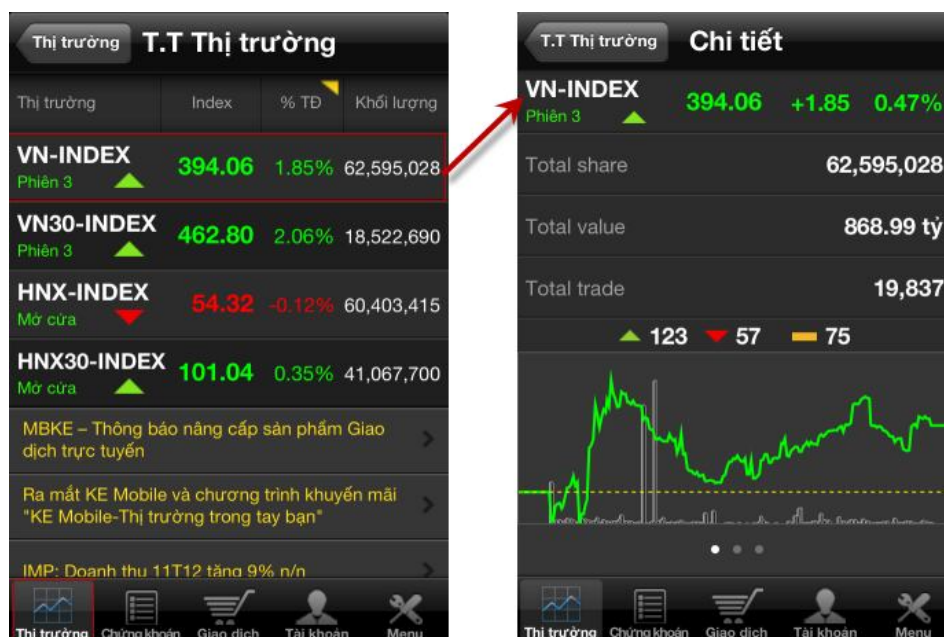 Thị trường
T.T Thị trường
Thị trường Index % TĐ Khối lượng
VN-INDEX
Phiên 3
394.06 1.85% 62,595,028
VN30-INDEX
Phiên 3
462.80 2.06% 18,522,690
HNX-INDEX
Mở cửa
54.32 -0.12% 60,403,415
HNX30-INDEX
Mở cửa
101.04 0.35% 41,067,700
MBKE – Thông báo nâng cấp sản phẩm Giao
dịch trực tuyến
Ra mắt KE Mobile và chương trình khuyến mãi
"KE Mobile-Thị trường trong tay bạn"
IMP: Doanh thu 11T12 tăng 9% n/n
Thị trường Chứng khoán Giao dịch Tài khoản Menu
T.T Thị trường
Chi tiết
VN-INDEX
Phiên 3
394.06 +1.85 0.47%
Total share 62,595,028
Total value 868.99 tỷ
Total trade 19,837
123 57 75
Thị trường Chứng khoán Giao dịch Tài khoản Menu